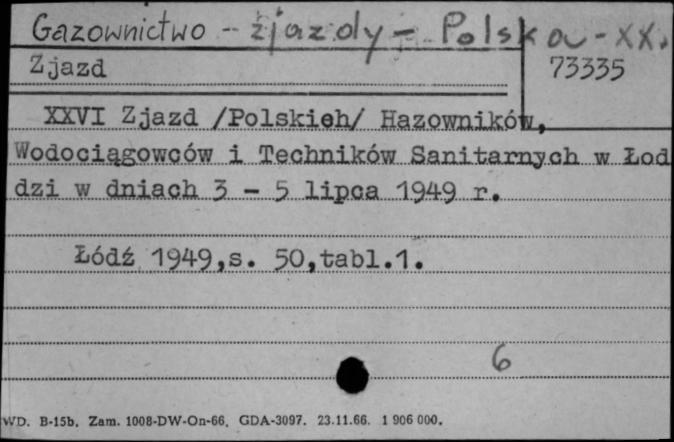 Gazownictwo - zjazdy - Polska - XX.
Zjazd
73335
XXVI Zjazd /Polskieh/ Hazowników,
Wodociągowców i Techników Sanitarnych w Łod
dzi w dniach 3 - 5 lipca 1949 r.
Łódź 1949,s. 50,tabl.1.
6
WD. B-15b. Zam. 1008-DW-On-66. GDA-3097. 23.11.66. 1 906 000.